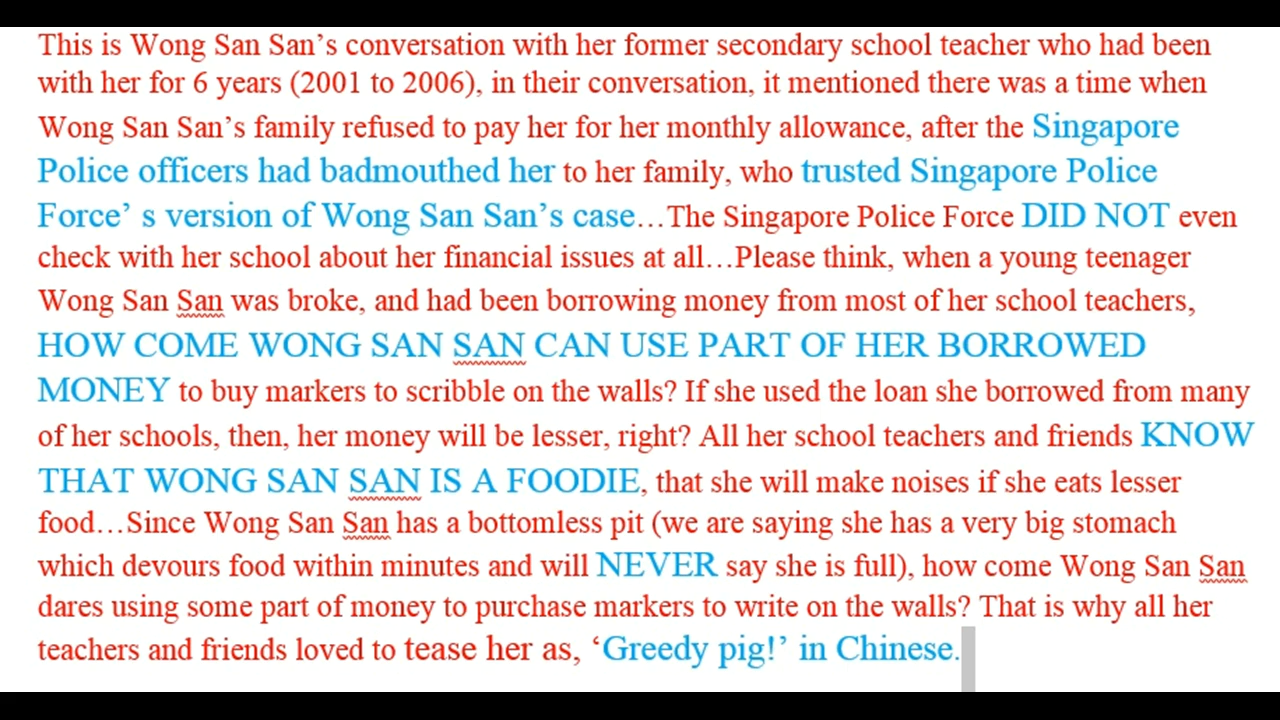 This is Wong San San’s conversation with her former secondary school teacher who had been
with her for 6 years (2001 to 2006), in their conversation, it mentioned there was a time when
Wong San San’s family refused to pay her for her monthly allowance, after the Singapore
Police officers had badmouthed her to her family, who trusted Singapore Police
Force’ s version of Wong San San’s case…The Singapore Police Force DID NOT even
check with her school about her financial issues at all…Please think, when a young teenager
Wong San San was broke, and had been borrowing money from most of her school teachers,
HOW COME WONG SAN SAN CAN USE PART OF HER BORROWED
MONEY to buy markers to scribble on the walls? If she used the loan she borrowed from many
of her schools, then, her money will be lesser, right? All her school teachers and friends KNOW
THAT WONG SAN SAN IS A FOODIE, that she will make noises if she eats lesser
food…Since Wong San San has a bottomless pit (we are saying she has a very big stomach
which devours food within minutes and will NEVER say she is full), how come Wong San San
dares using some part of money to purchase markers to write on the walls? That is why all her
teachers and friends loved to tease her as, ‘Greedy pig!’ in Chinese.